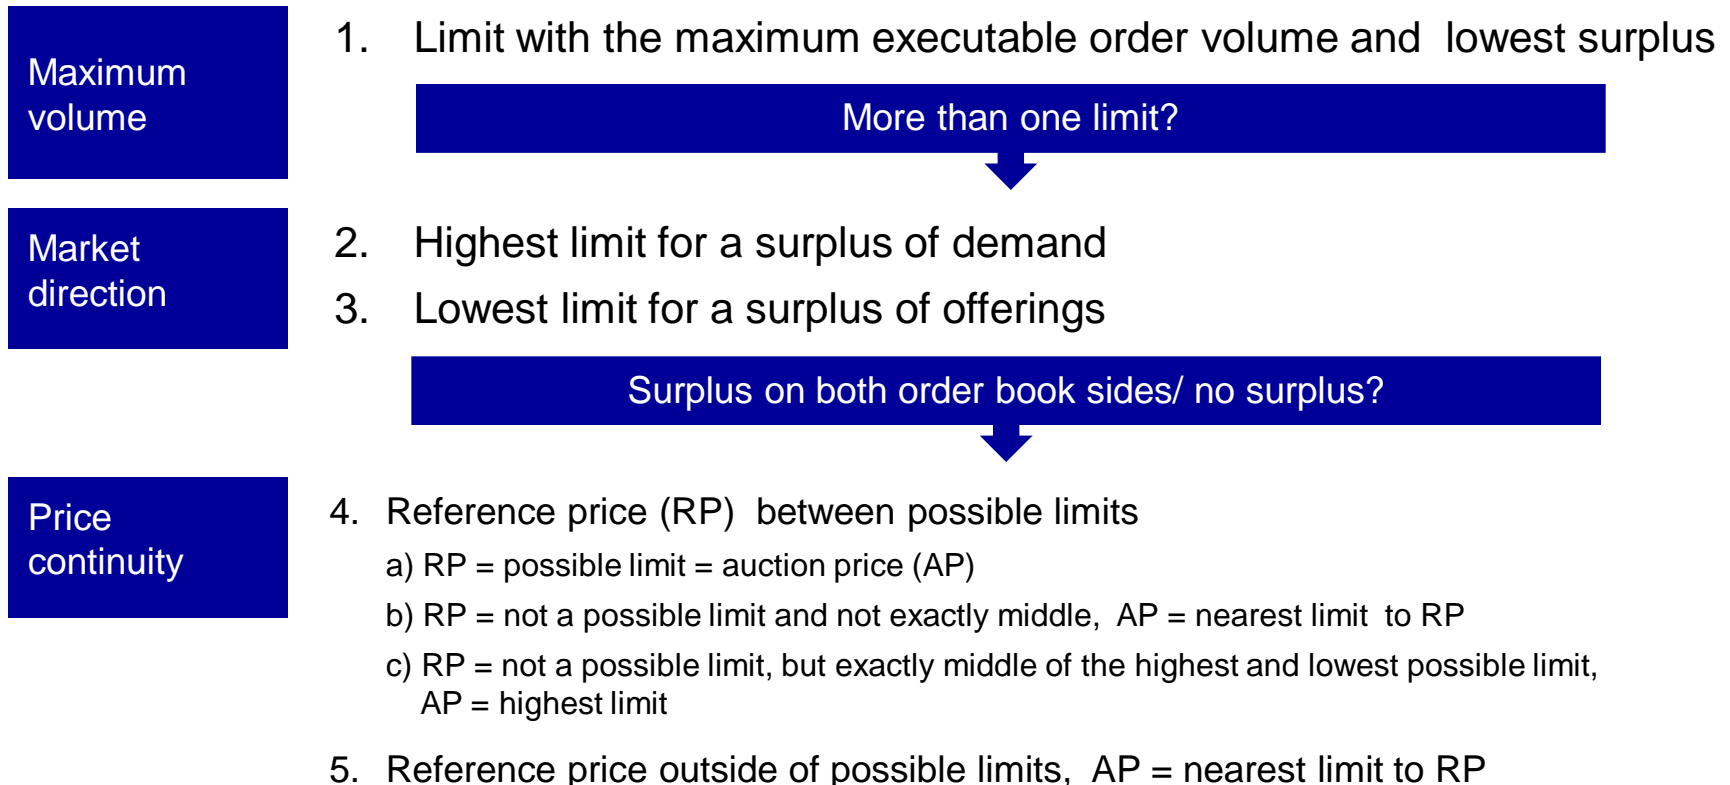 Maximum
volume
1. Limit with the maximum executable order volume and lowest surplus
More than one limit?
Market
direction
2. Highest limit for a surplus of demand
3. Lowest limit for a surplus of offerings
Surplus on both order book sides/ no surplus?
Price
continuity
4. Reference price (RP) between possible limits
a) RP = possible limit = auction price (AP)
b) RP = not a possible limit and not exactly middle, AP = nearest limit to RP
c) RP = not a possible limit, but exactly middle of the highest and lowest possible limit,
AP = highest limit
5. Reference price outside of possible limits, AP = nearest limit to RP